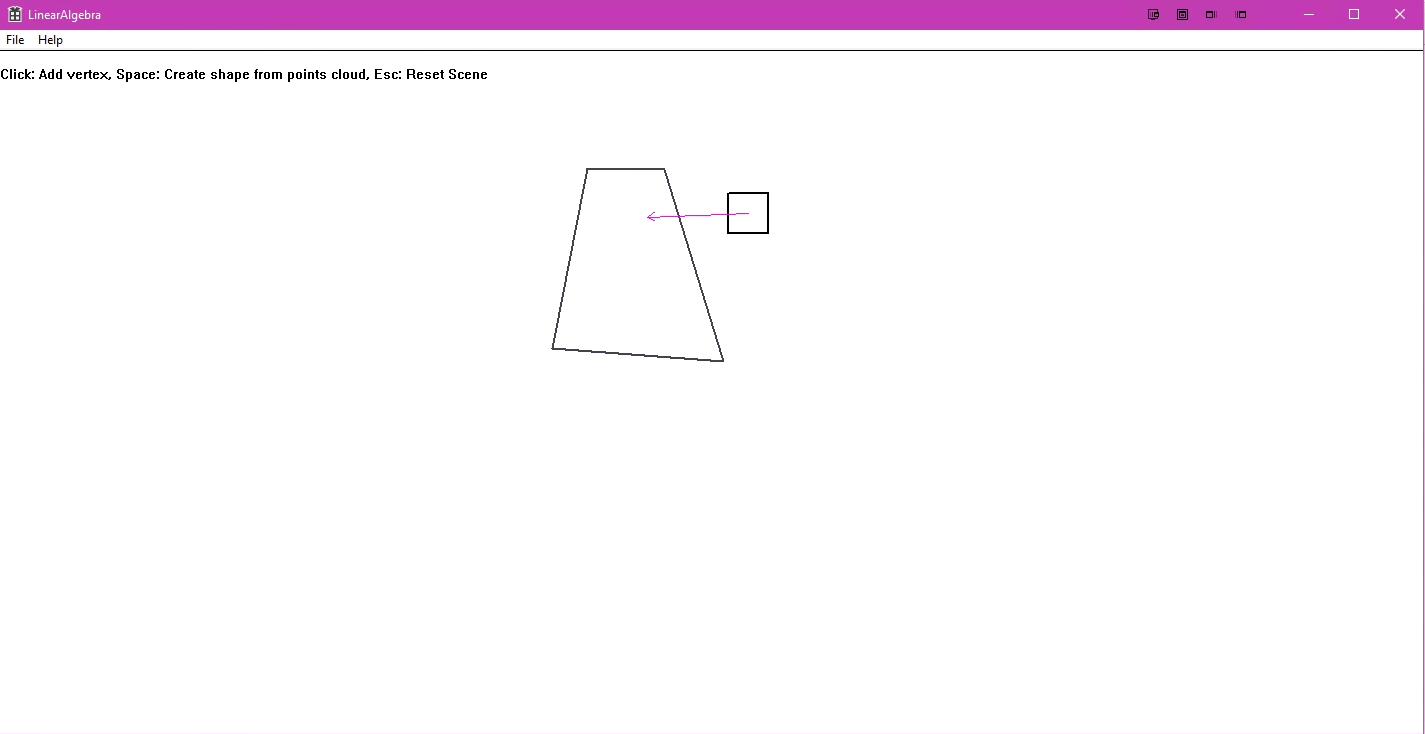 LinearAlgebra
File Help
Click: Add vertex, Space: Create shape from points cloud, Esc: Reset Scene